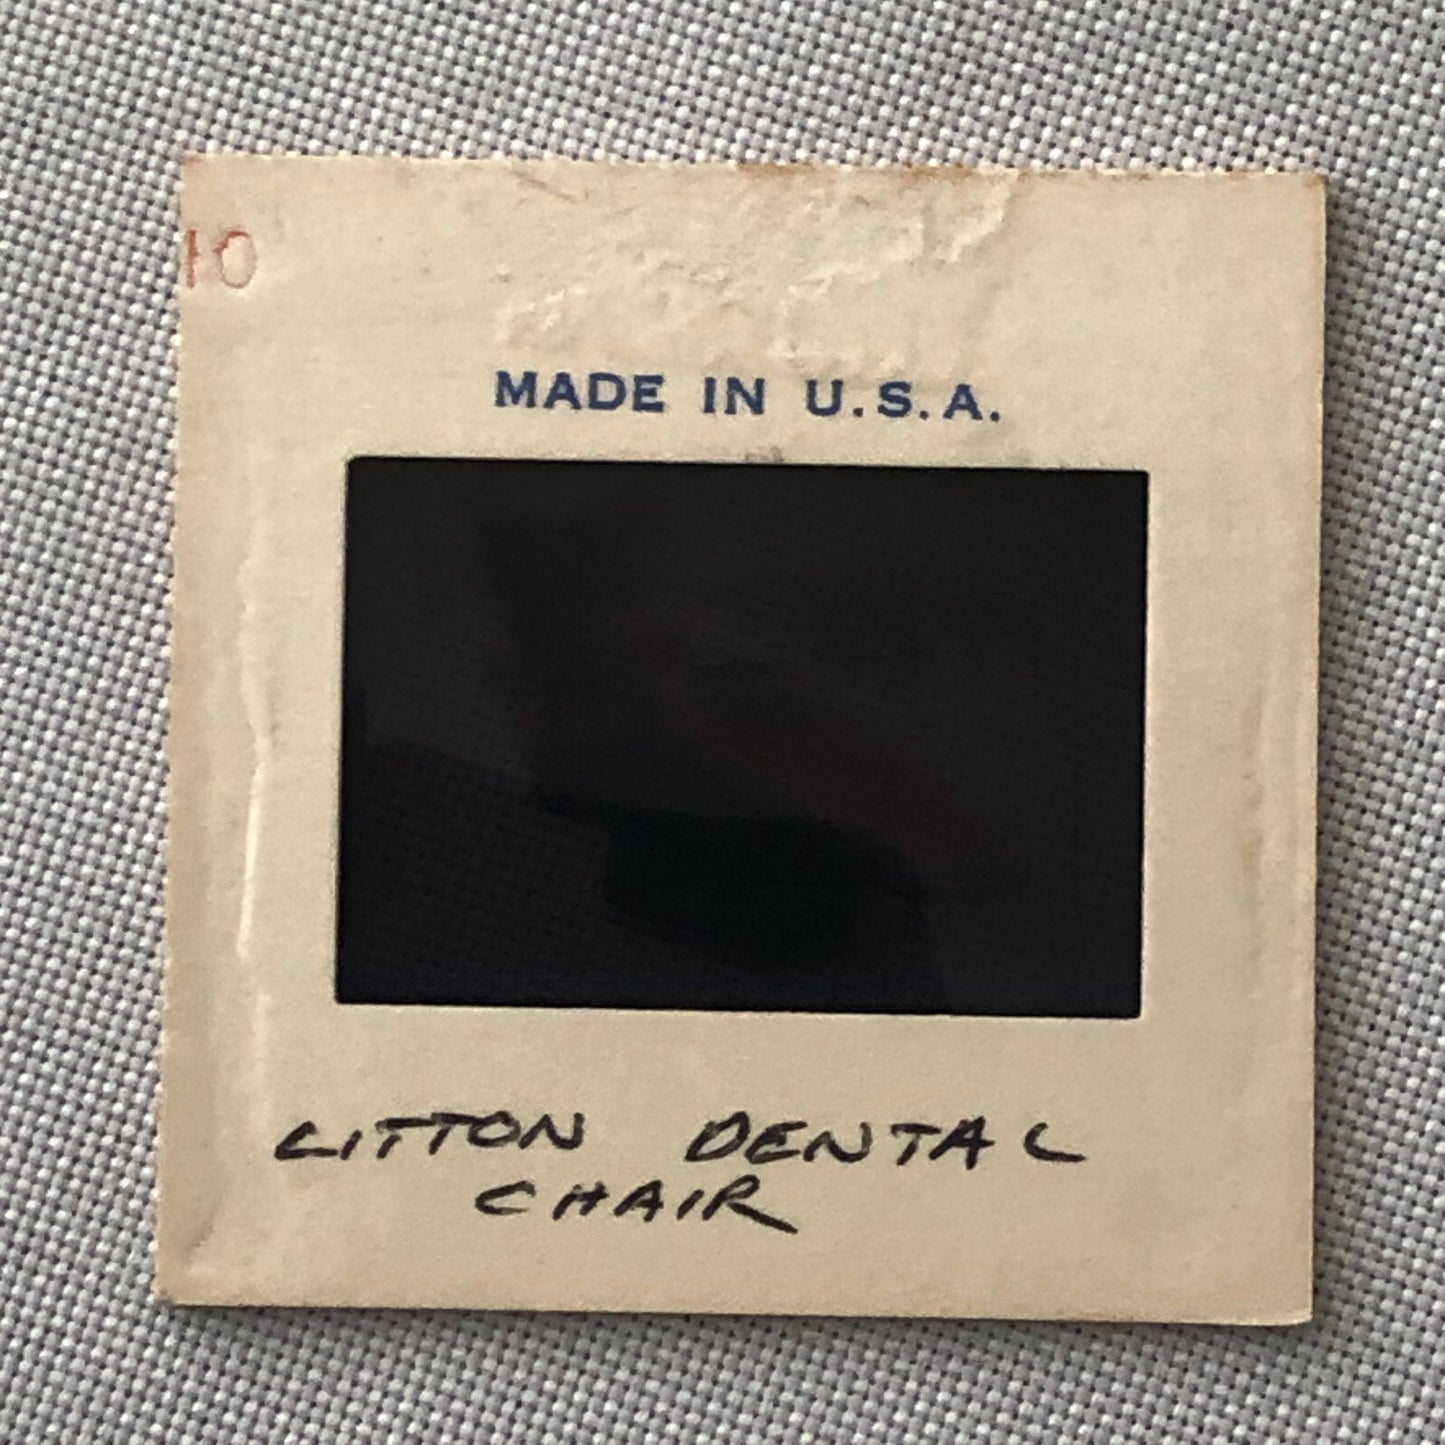 10
MADE IN U.S.A.
LITTON DENTAL
CHAIR